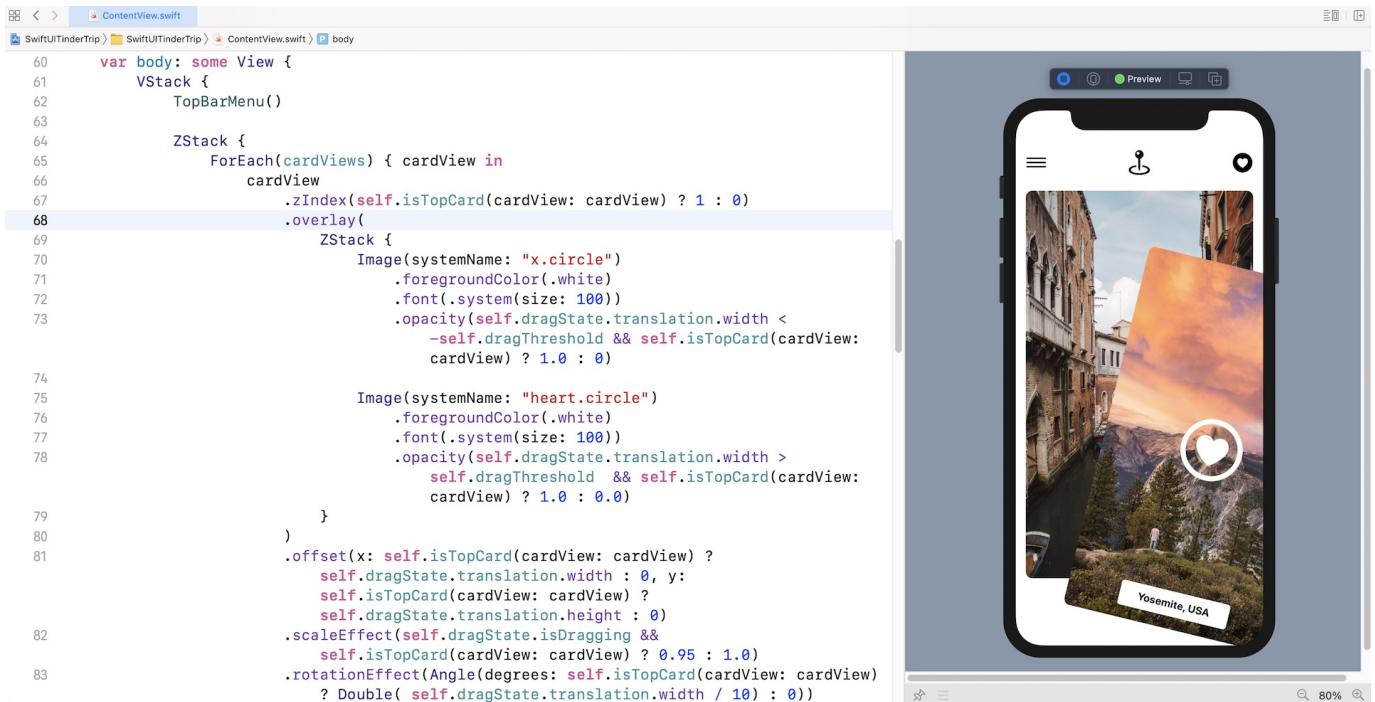 ContentView.swift
SwiftUITinderTrip SwiftUITinderTrip ContentView.swift P body
60 var body: some View {
61 VStack {
62 TopBarMenu()
63
64 ZStack {
65 ForEach(cardViews) { cardView in
66 cardView
67 .zIndex(self.isTopCard(cardView: cardView) ? 1 : 0)
68 .overlay(
69 ZStack {
70 Image(systemName: "x.circle")
71 .foregroundColor(.white)
72 .font(.system(size: 100))
73 .opacity(self.dragState.translation.width <
-self.dragThreshold && self.isTopCard(cardView:
cardView) ? 1.0 : 0)
74
75 Image(systemName: "heart.circle")
76 .foregroundColor(.white)
77 .font(.system(size: 100))
78 .opacity(self.dragState.translation.width >
self.dragThreshold  && self.isTopCard(cardView:
cardView) ? 1.0 : 0.0)
79 }
80 )
81 .offset(x: self.isTopCard(cardView: cardView) ?
self.dragState.translation.width : 0, y:
self.isTopCard(cardView: cardView) ?
self.dragState.translation.height : 0)
82 .scaleEffect(self.dragState.isDragging &&
self.isTopCard(cardView: cardView) ? 0.95 : 1.0)
83 .rotationEffect(Angle(degrees: self.isTopCard(cardView: cardView)
? Double( self.dragState.translation.width / 10) : 0))
Preview
Yosemite, USA
80%